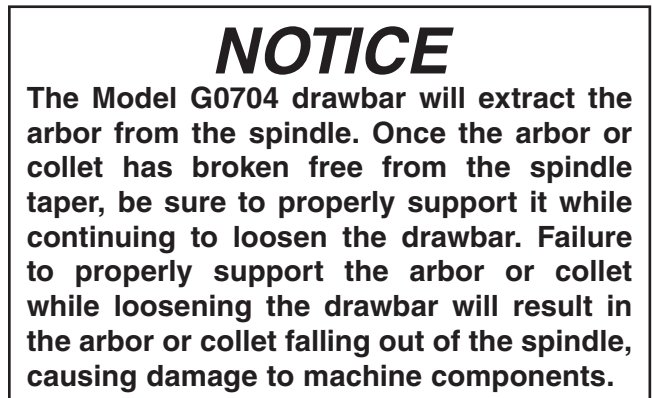 NOTICE
The Model G0704 drawbar will extract the
arbor from the spindle. Once the arbor or
collet has broken free from the spindle
taper, be sure to properly support it while
continuing to loosen the drawbar. Failure
to properly support the arbor or collet
while loosening the drawbar will result in
the arbor or collet falling out of the spindle,
causing damage to machine components.